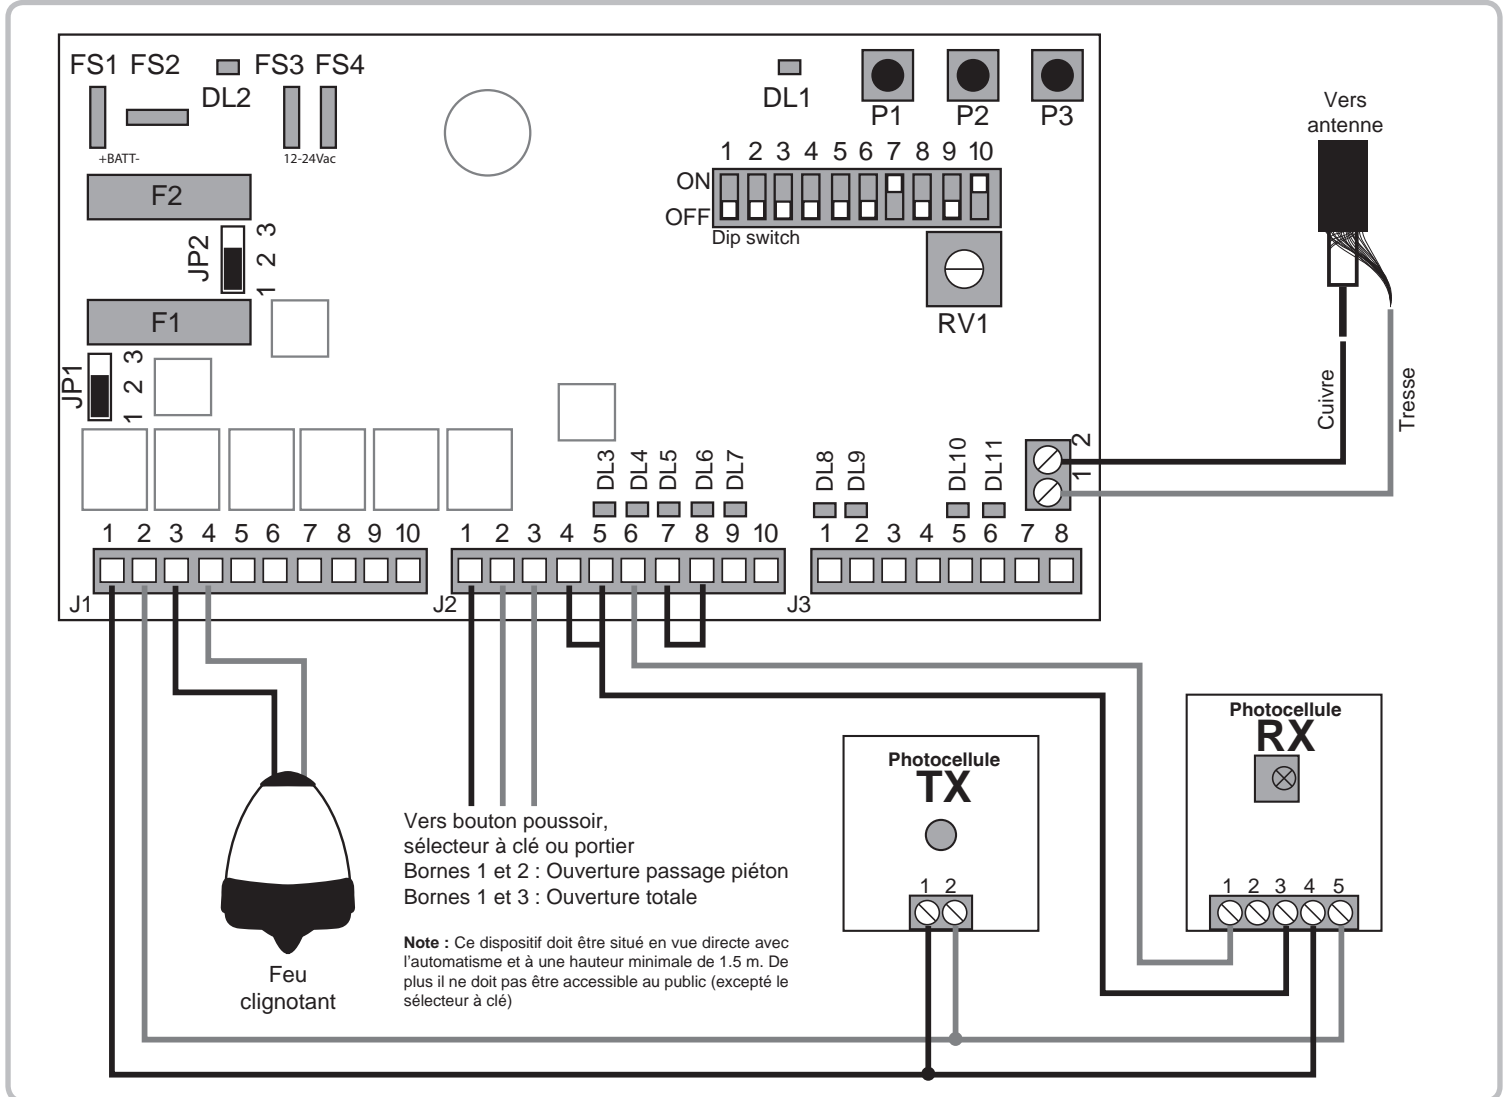 FS1 FS2 FS3 FS4
DL2
+BATT-
12-24Vac
F2
JP2
1 2 3
F1
JP1
1 2 3
DL1
P1 P2 P3
1 2 3 4 5 6 7 8 9 10
ON
OFF
Dip switch
RV1
Vers
antenne
Cuivre
Tresse
2
1
DL3 DL4 DL5 DL6 DL7
DL8 DL9 DL10 DL11
1 2 3 4 5 6 7 8 9 10
J1
1 2 3 4 5 6 7 8 9 10
J2
1 2 3 4 5 6 7 8
J3
Feu
clignotant
Vers bouton poussoir,
sélecteur à clé ou portier
Bornes 1 et 2 : Ouverture passage piéton
Bornes 1 et 3 : Ouverture totale
Note : Ce dispositif doit être situé en vue directe avec
l'automatisme et à une hauteur minimale de 1.5 m. De
plus il ne doit pas être accessible au public (excepté le
sélecteur à clé)
Photocellule
TX
1 2
Photocellule
RX
1 2 3 4 5